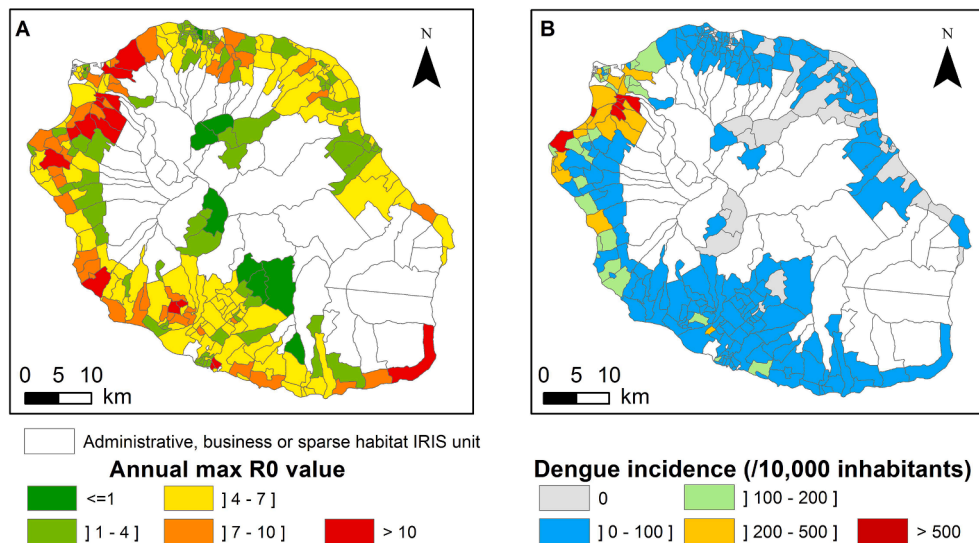 A
N
0 5 10
km
B
N
0 5 10
km
Administrative, business or sparse habitat IRIS unit
Annual max R0 value
<=1
] 4 - 7 ]
] 1 - 4 ]
] 7 - 10 ]
> 10
Dengue incidence (/10,000 inhabitants)
0
] 100 - 200 ]
] 0 - 100 ]
] 200 - 500 ]
> 500